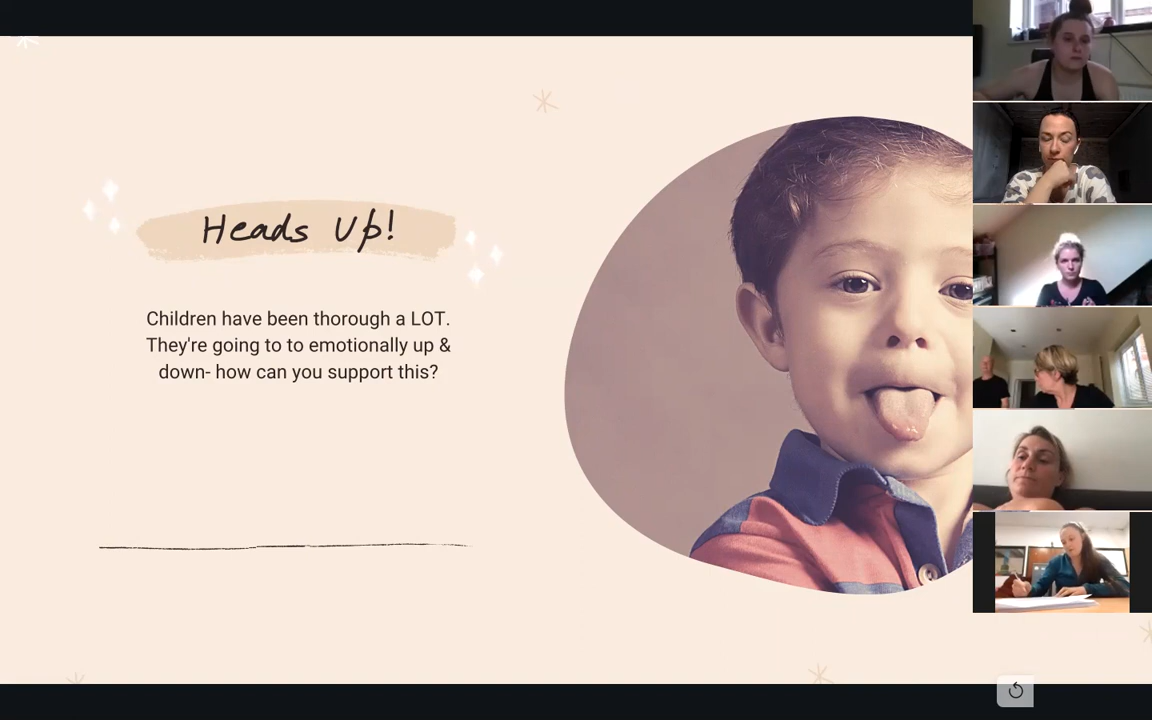 Heads Up!
Children have been thorough a LOT.
They're going to to emotionally up &
down- how can you support this?